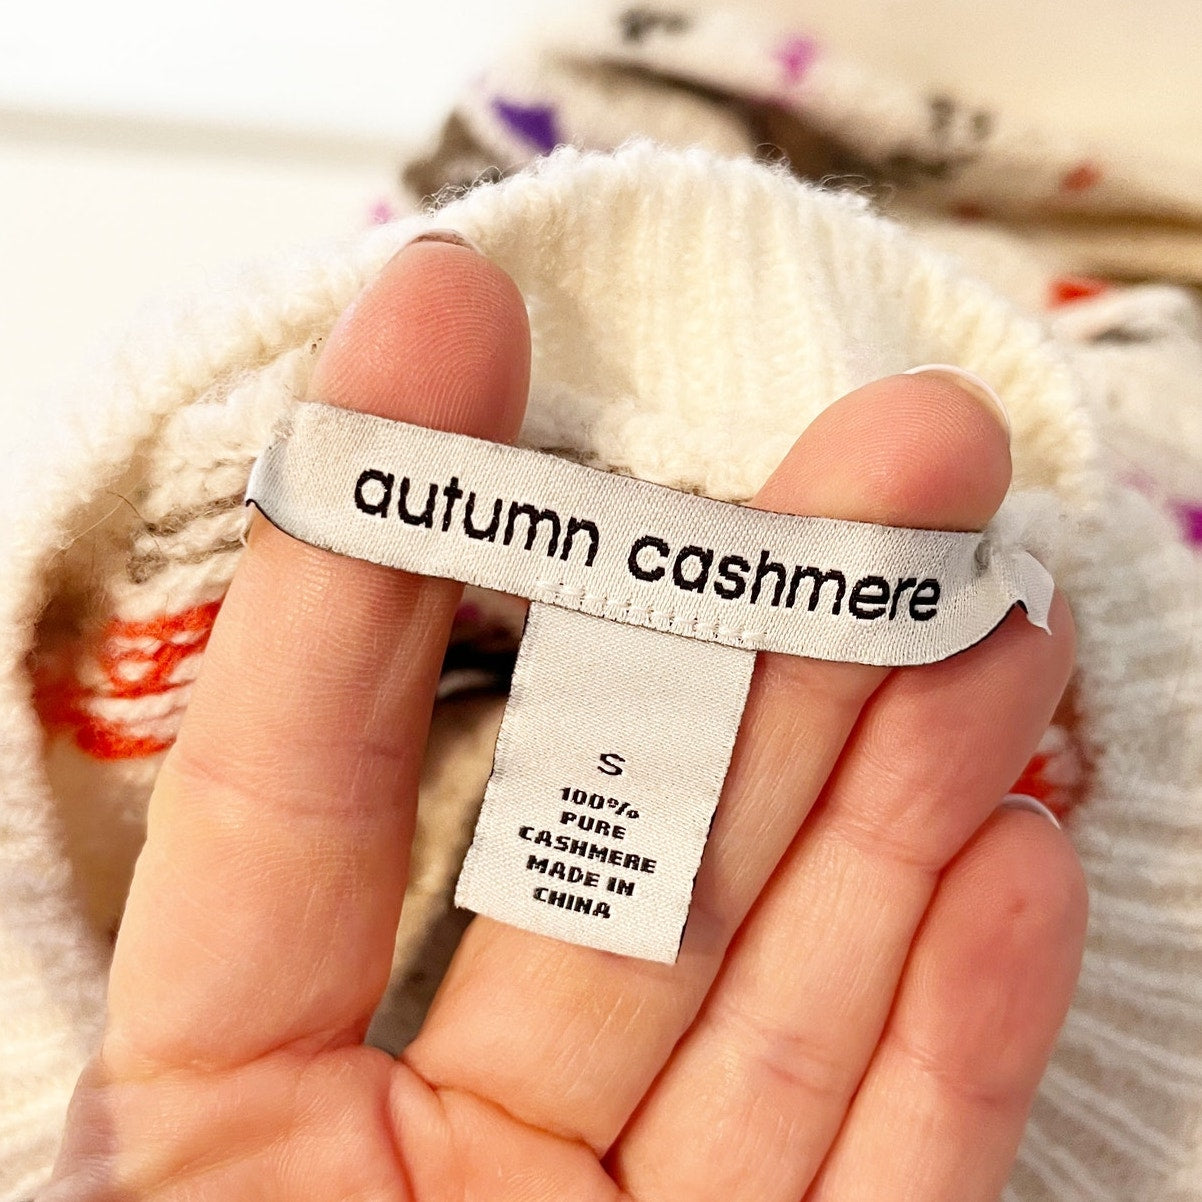 autumn cashmere
S
100%
PURE
CASHMERE
MADE IN
CHINA